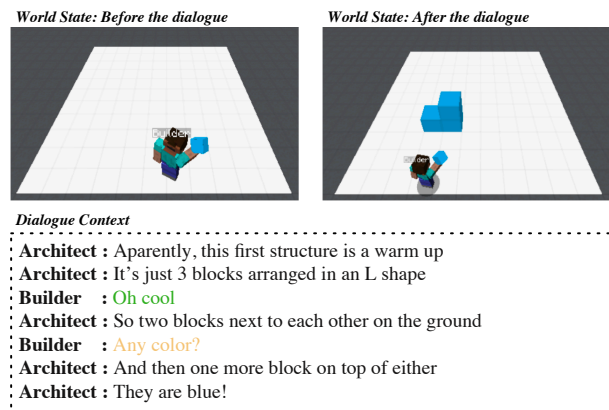 World State: Before the dialogue
World State: After the dialogue
Builder
Builder
Dialogue Context
Architect : Aparently, this first structure is a warm up
Architect : It's just 3 blocks arranged in an L shape
Builder : Oh cool
Architect : So two blocks next to each other on the ground
Builder : Any color?
Architect : And then one more block on top of either
Architect : They are blue!